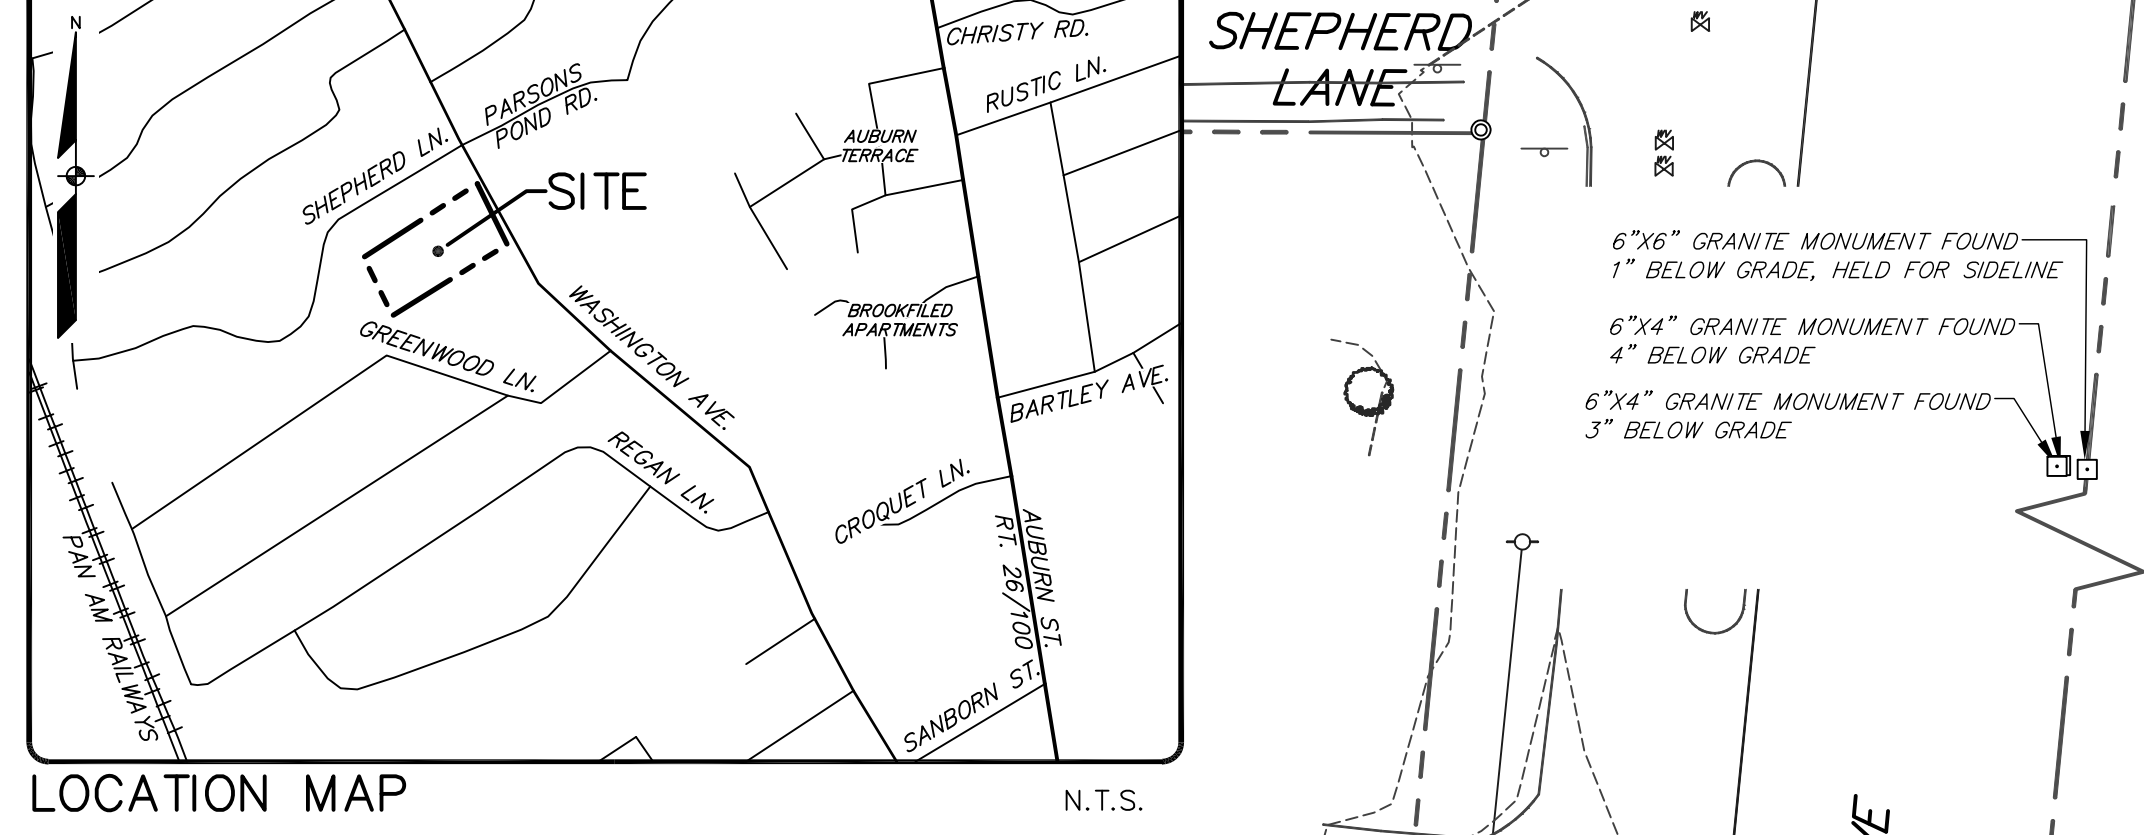 N
CHRISTY RD.
RUSTIC LN.
PARSONS
POND RD.
SHEPHERD LN.
AUBURN
TERRACE
SITE
WASHINGTON AVE.
BROOKFILED
APARTMENTS
GREENWOOD LN.
BARTLEY AVE.
REGAN LN.
CROQUET LN.
AUBURN ST.
RT. 26/100
PAN AM RAILWAYS
SANBORN ST.
LOCATION MAP
N.T.S.
SHEPHERD
LANE
6”X6” GRANITE MONUMENT FOUND
1” BELOW GRADE, HELD FOR SIDELINE
6”X4” GRANITE MONUMENT FOUND
4” BELOW GRADE
6”X4” GRANITE MONUMENT FOUND
3” BELOW GRADE